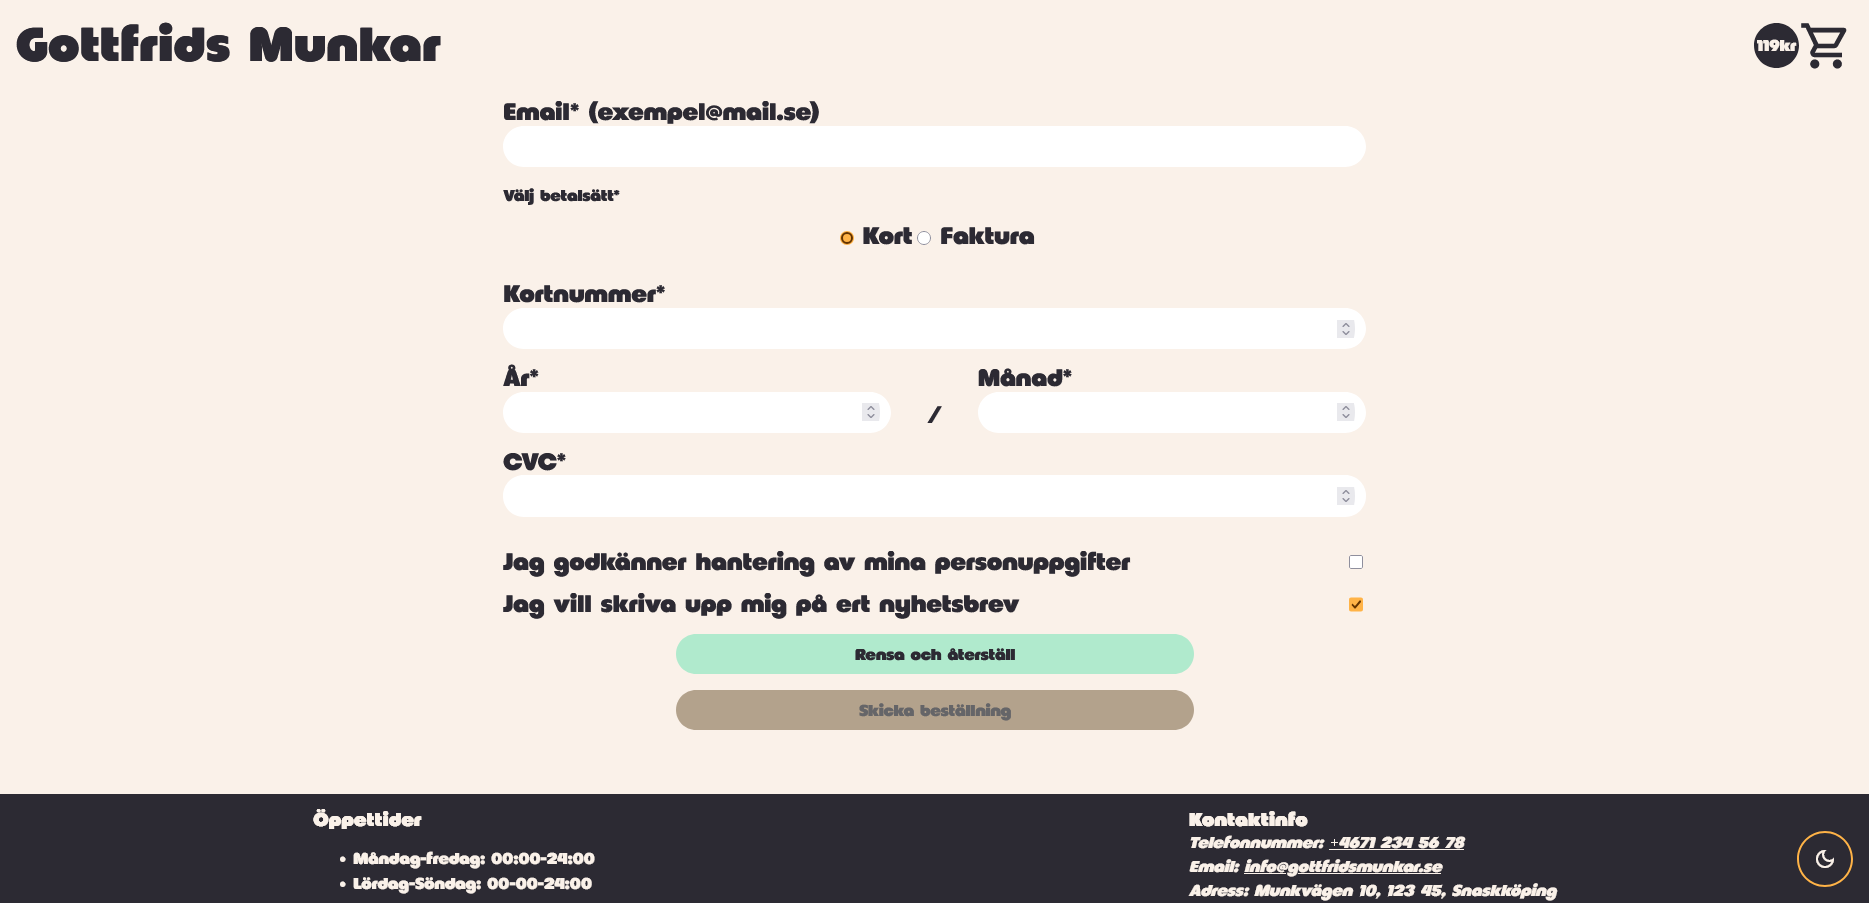 Gottfrids Munkar
119kr
Email* (exempel@mail.se)
Välj betalsätt*
Kort Faktura
Kortnummer*
År* Månad*
/
CVC*
Jag godkänner hantering av mina personuppgifter
Jag vill skriva upp mig på ert nyhetsbrev
Rensa och återställ
Skicka beställning
Öppettider
• Måndag-fredag: 00:00-24:00
• Lördag-Söndag: 00-00-24:00
Kontaktinfo
Telefonnummer: +4671 234 56 78
Email: info@gottfridsmunkar.se
Adress: Munkvägen 10, 123 45, Snaskköping